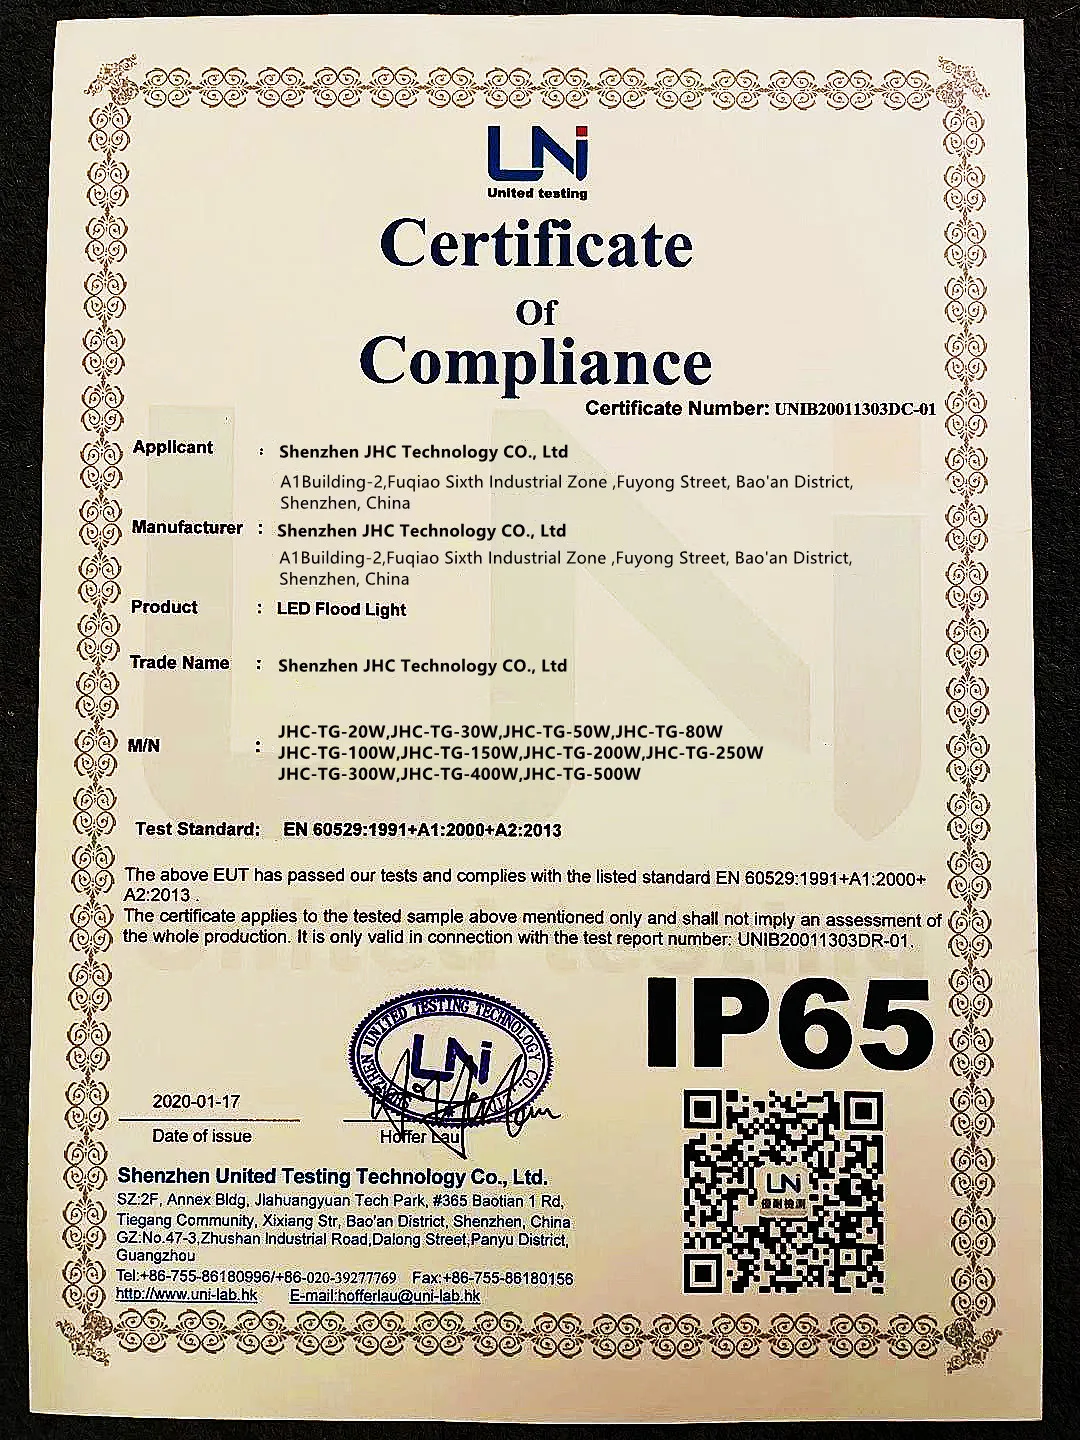 LNi
United testing
Certificate
Of
Compliance
Certificate Number: UNIB20011303DC-01
Applicant : Shenzhen JHC Technology CO., Ltd
A1Building-2,Fuqiao Sixth Industrial Zone ,Fuyong Street, Bao'an District,
Shenzhen, China
Manufacturer : Shenzhen JHC Technology CO., Ltd
A1Building-2,Fuqiao Sixth Industrial Zone ,Fuyong Street, Bao'an District,
Shenzhen, China
Product : LED Flood Light
Trade Name : Shenzhen JHC Technology CO., Ltd
M/N : JHC-TG-20W,JHC-TG-30W,JHC-TG-50W,JHC-TG-80W
JHC-TG-100W,JHC-TG-150W,JHC-TG-200W,JHC-TG-250W
JHC-TG-300W,JHC-TG-400W,JHC-TG-500W
Test Standard: EN 60529:1991+A1:2000+A2:2013
The above EUT has passed our tests and complies with the listed standard EN 60529:1991+A1:2000+
A2:2013 .
The certificate applies to the tested sample above mentioned only and shall not imply an assessment of
the whole production. It is only valid in connection with the test report number: UNIB20011303DR-01.
IP65
SHENZHEN UNITED TESTING TECHNOLOGY CO., LTD
LNi
2020-01-17
Date of issue
Hoffer Lau
LNi
優耐檢測
Shenzhen United Testing Technology Co., Ltd.
SZ:2F, Annex Bldg, Jiahuangyuan Tech Park, #365 Baotian 1 Rd,
Tiegang Community, Xixiang Str, Bao'an District, Shenzhen, China
GZ:No.47-3,Zhushan Industrial Road,Dalong Street,Panyu District,
Guangzhou
Tel:+86-755-86180996/+86-020-39277769 Fax:+86-755-86180156
http://www.uni-lab.hk E-mail:hofferlau@uni-lab.hk